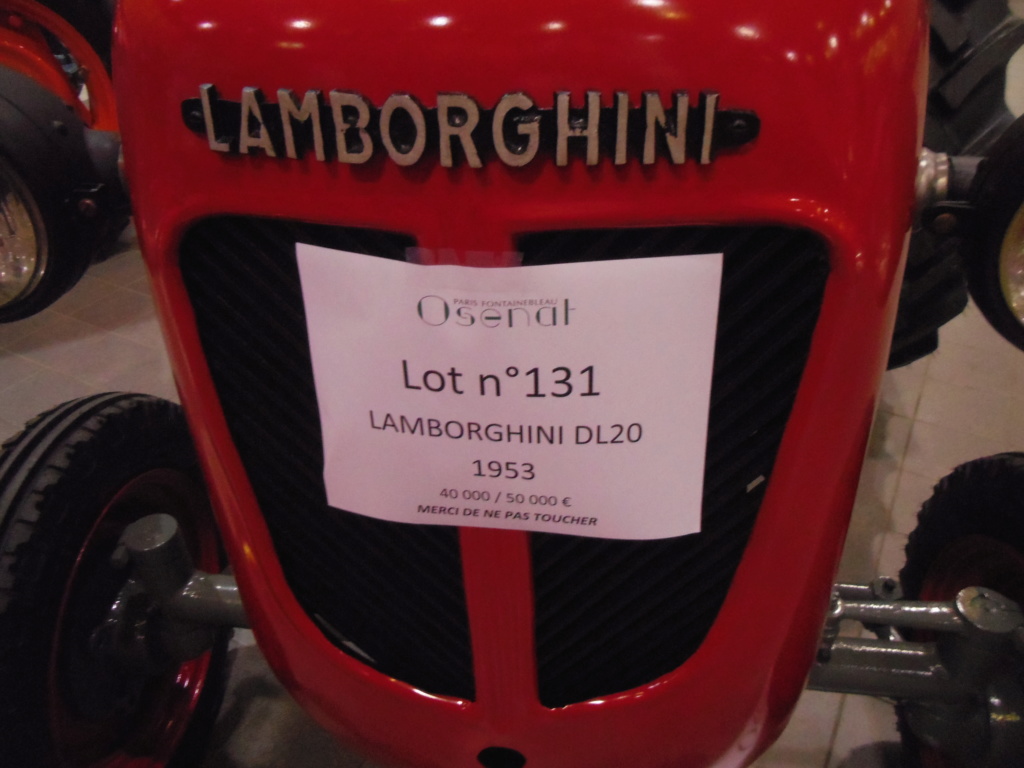 LAMBORGHINI
PARIS FONTAINEBLEAU
Osenat
Lot n°131
LAMBORGHINI DL20
1953
40 000 / 50 000 €
MERCI DE NE PAS TOUCHER